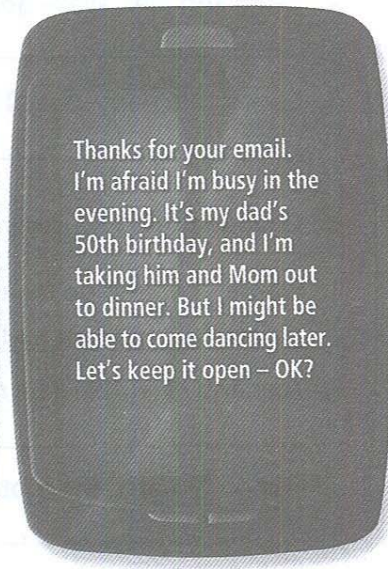 Thanks for your email.
I'm afraid I'm busy in the
evening. It's my dad's
50th birthday, and I'm
taking him and Mom out
to dinner. But I might be
able to come dancing later.
Let's keep it open – OK?